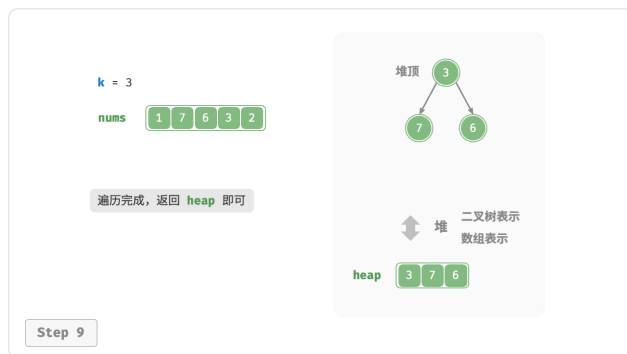 k = 3
nums 1 7 6 3 2
遍历完成，返回 heap 即可
堆顶 3
7 6
堆 二叉树表示
数组表示
heap 3 7 6
Step 9